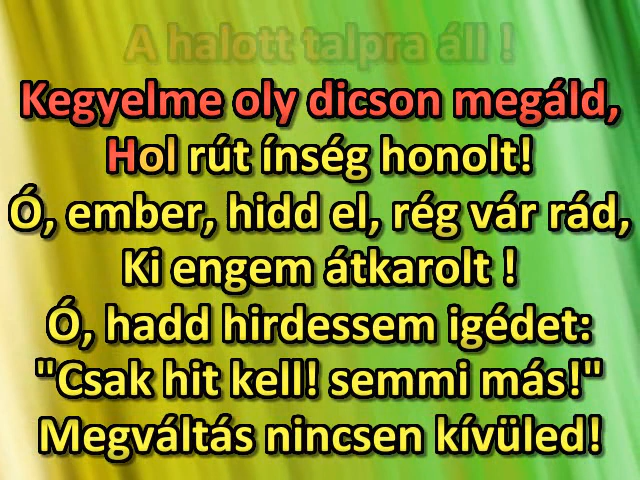 A halott talpra áll !
Kegyelme oly dicson megáld,
Hol rút ínség honolt!
Ó, ember, hidd el, rég vár rád,
Ki engem átkarolt !
Ó, hadd hirdessem igédet:
"Csak hit kell! semmi más!"
Megváltás nincsen kívüled!